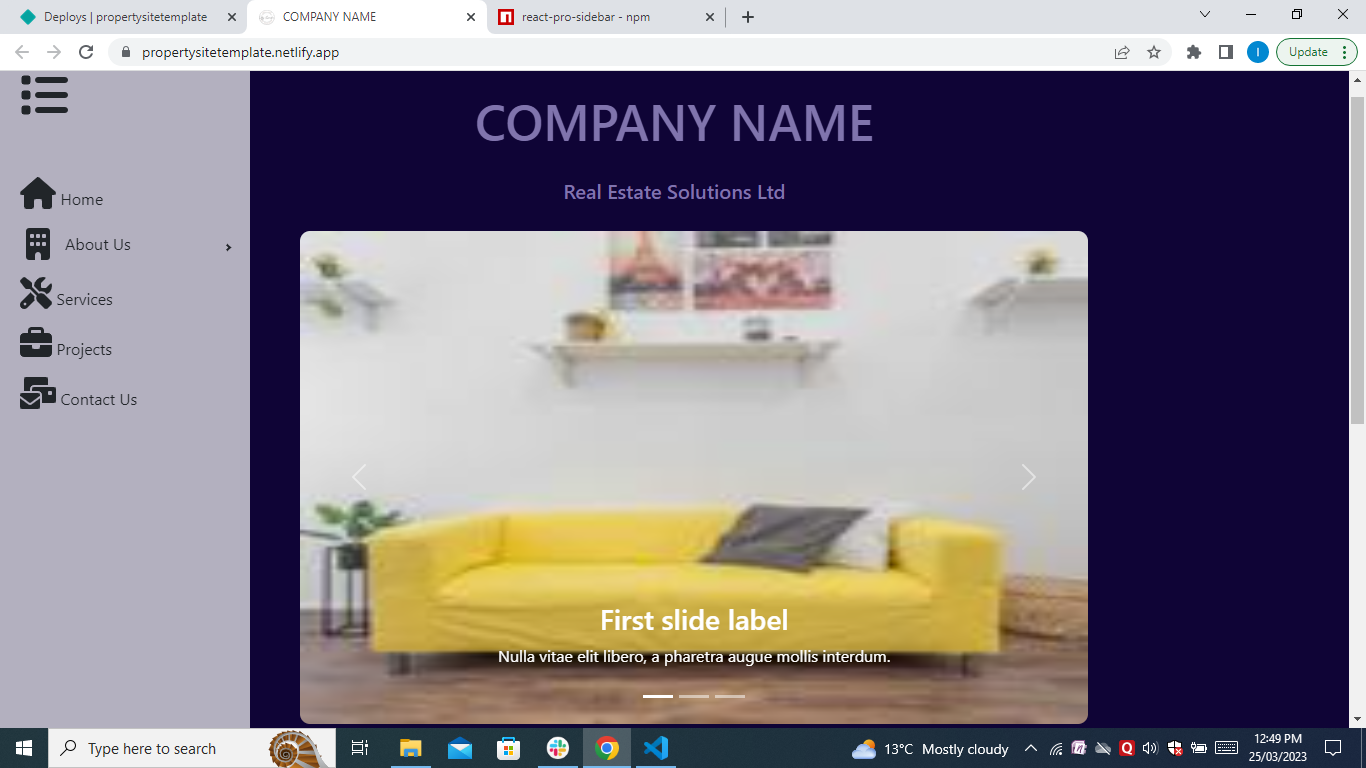 Deploys | propertysitetemplate
COMPANY NAME
react-pro-sidebar - npm
propertysitetemplate.netlify.app
I
Update
COMPANY NAME
Real Estate Solutions Ltd
Home
About Us
Services
Projects
Contact Us
First slide label
Nulla vitae elit libero, a pharetra augue mollis interdum.
Type here to search
13°C Mostly cloudy
12:49 PM
25/03/2023